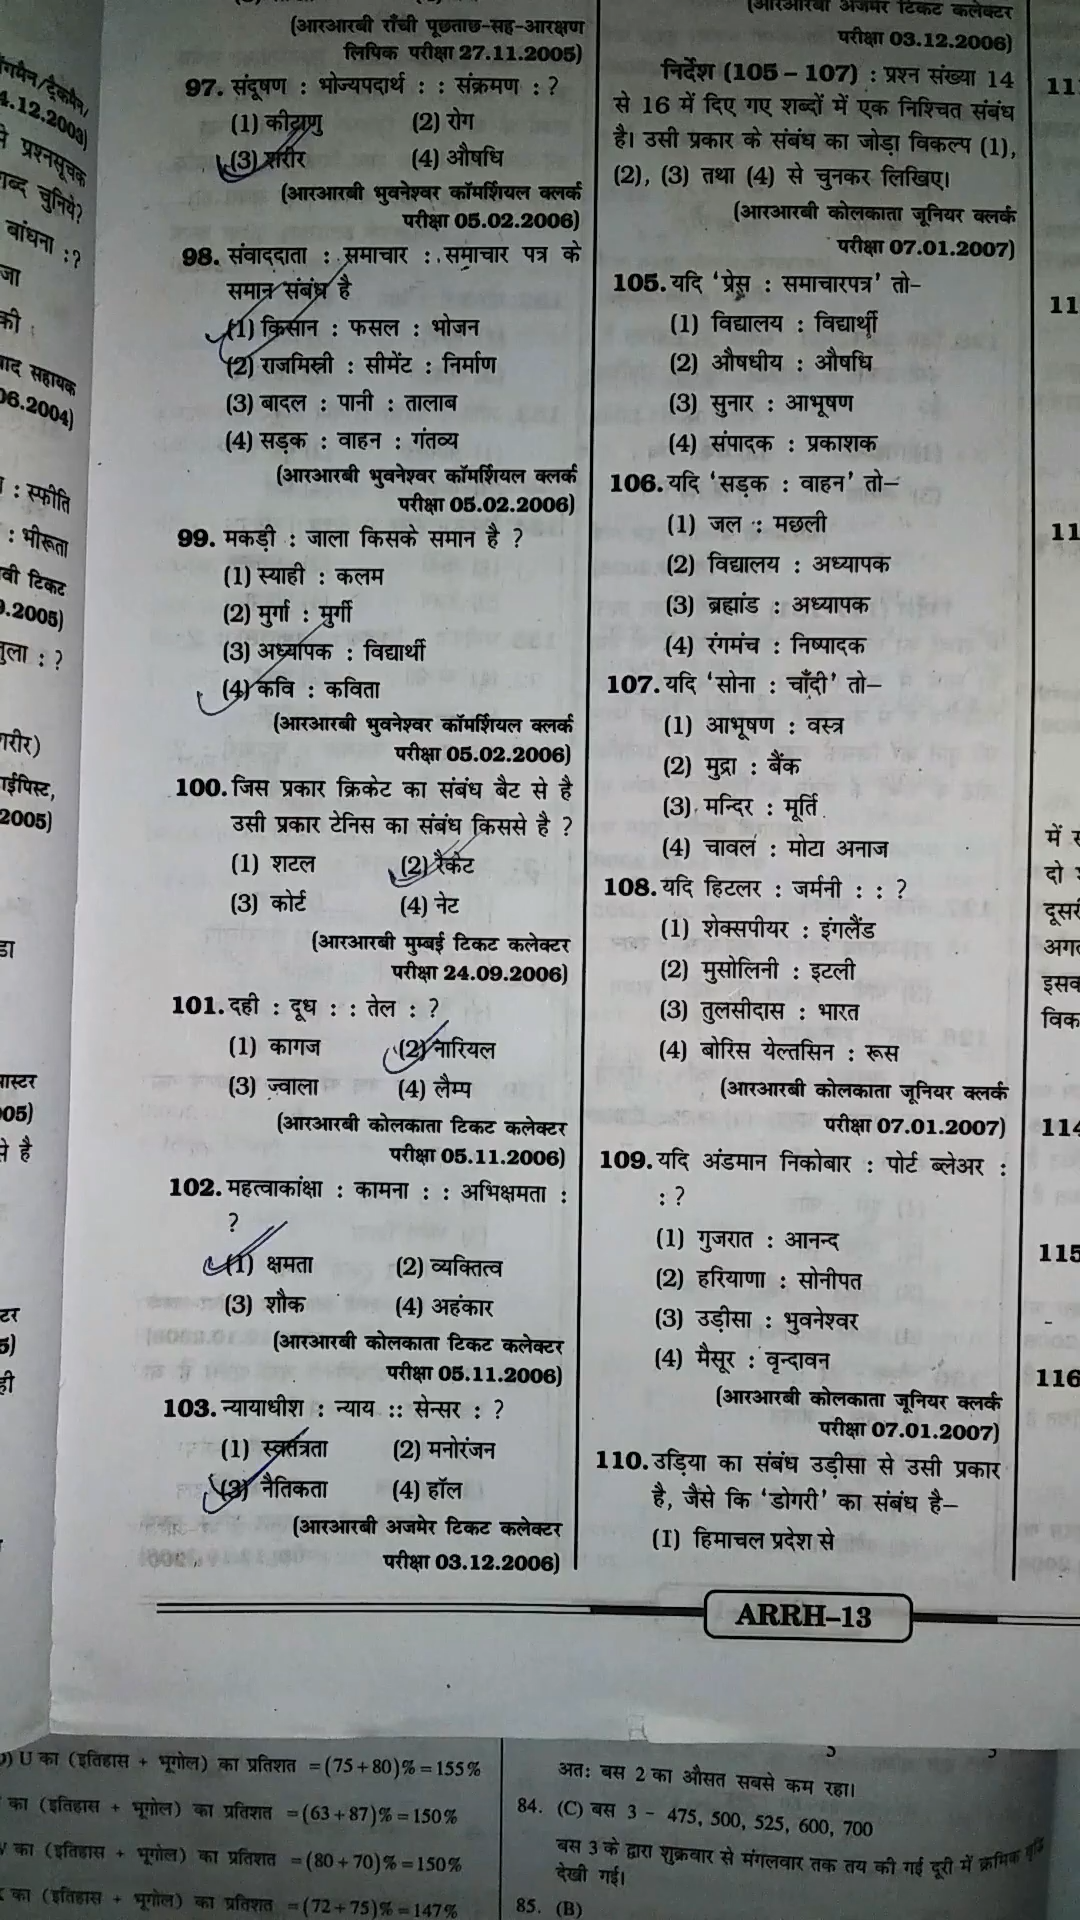 (आरआरबी राँची पूछताछ-सह-आरक्षण
लिपिक परीक्षा 27.11.2005)
97. संदूषण : भोज्यपदार्थ : : संक्रमण : ?
(1) कीटाणु (2) रोग
(3) शरीर (4) औषधि
(आरआरबी भुवनेश्वर कॉमर्शियल क्लर्क
परीक्षा 05.02.2006)
98. संवाददाता : समाचार : समाचार पत्र के
समान संबंध है
(1) किसान : फसल : भोजन
(2) राजमिस्री : सीमेंट : निर्माण
(3) बादल : पानी : तालाब
(4) सड़क : वाहन : गंतव्य
(आरआरबी भुवनेश्वर कॉमर्शियल क्लर्क
परीक्षा 05.02.2006)
99. मकड़ी : जाला किसके समान है ?
(1) स्याही : कलम
(2) मुर्गा : मुर्गी
(3) अध्यापक : विद्यार्थी
(4) कवि : कविता
(आरआरबी भुवनेश्वर कॉमर्शियल क्लर्क
परीक्षा 05.02.2006)
100. जिस प्रकार क्रिकेट का संबंध बैट से है
उसी प्रकार टेनिस का संबंध किससे है ?
(1) शटल (2) रैकेट
(3) कोर्ट (4) नेट
(आरआरबी मुम्बई टिकट कलेक्टर
परीक्षा 24.09.2006)
101. दही : दूध : : तेल : ?
(1) कागज (2) नारियल
(3) ज्वाला (4) लैम्प
(आरआरबी कोलकाता टिकट कलेक्टर
परीक्षा 05.11.2006)
102. महत्वाकांक्षा : कामना : : अभिक्षमता :
?
(1) क्षमता (2) व्यक्तित्व
(3) शौक (4) अहंकार
(आरआरबी कोलकाता टिकट कलेक्टर
परीक्षा 05.11.2006)
103. न्यायाधीश : न्याय :: सेन्सर : ?
(1) स्वतंत्रता (2) मनोरंजन
(3) नैतिकता (4) हॉल
(आरआरबी अजमेर टिकट कलेक्टर
परीक्षा 03.12.2006)
(आरआरबी अजमेर टिकट कलेक्टर
परीक्षा 03.12.2006)
निर्देश (105 – 107) : प्रश्न संख्या 14
से 16 में दिए गए शब्दों में एक निश्चित संबंध
है। उसी प्रकार के संबंध का जोड़ा विकल्प (1),
(2), (3) तथा (4) से चुनकर लिखिए।
(आरआरबी कोलकाता जूनियर क्लर्क
परीक्षा 07.01.2007)
105. यदि ‘प्रेस : समाचारपत्र’ तो–
(1) विद्यालय : विद्यार्थी
(2) औषधीय : औषधि
(3) सुनार : आभूषण
(4) संपादक : प्रकाशक
106. यदि ‘सड़क : वाहन’ तो–
(1) जल : मछली
(2) विद्यालय : अध्यापक
(3) ब्रह्मांड : अध्यापक
(4) रंगमंच : निष्पादक
107. यदि ‘सोना : चाँदी’ तो–
(1) आभूषण : वस्त्र
(2) मुद्रा : बैंक
(3) मन्दिर : मूर्ति
(4) चावल : मोटा अनाज
108. यदि हिटलर : जर्मनी : : ?
(1) शेक्सपीयर : इंगलैंड
(2) मुसोलिनी : इटली
(3) तुलसीदास : भारत
(4) बोरिस येल्तसिन : रूस
(आरआरबी कोलकाता जूनियर क्लर्क
परीक्षा 07.01.2007)
109. यदि अंडमान निकोबार : पोर्ट ब्लेअर :
: ?
(1) गुजरात : आनन्द
(2) हरियाणा : सोनीपत
(3) उड़ीसा : भुवनेश्वर
(4) मैसूर : वृन्दावन
(आरआरबी कोलकाता जूनियर क्लर्क
परीक्षा 07.01.2007)
110. उड़िया का संबंध उड़ीसा से उसी प्रकार
है, जैसे कि ‘डोगरी’ का संबंध है–
(1) हिमाचल प्रदेश से
में
दो
114
115
116
ARRH–13
U का (इतिहास + भूगोल) का प्रतिशत = (75+80)% = 155%
का (इतिहास + भूगोल) का प्रतिशत = (63+87)% = 150%
का (इतिहास + भूगोल) का प्रतिशत = (80+70)% = 150%
का (इतिहास + भूगोल) का प्रतिशत = (72+75)% = 147%
अतः बस 2 का औसत सबसे कम रहा।
84. (C) बस 3 – 475, 500, 525, 600, 700
बस 3 के द्वारा शुक्रवार से मंगलवार तक तय की गई दूरी में क्रमिक
देखी गई।
85. (B)